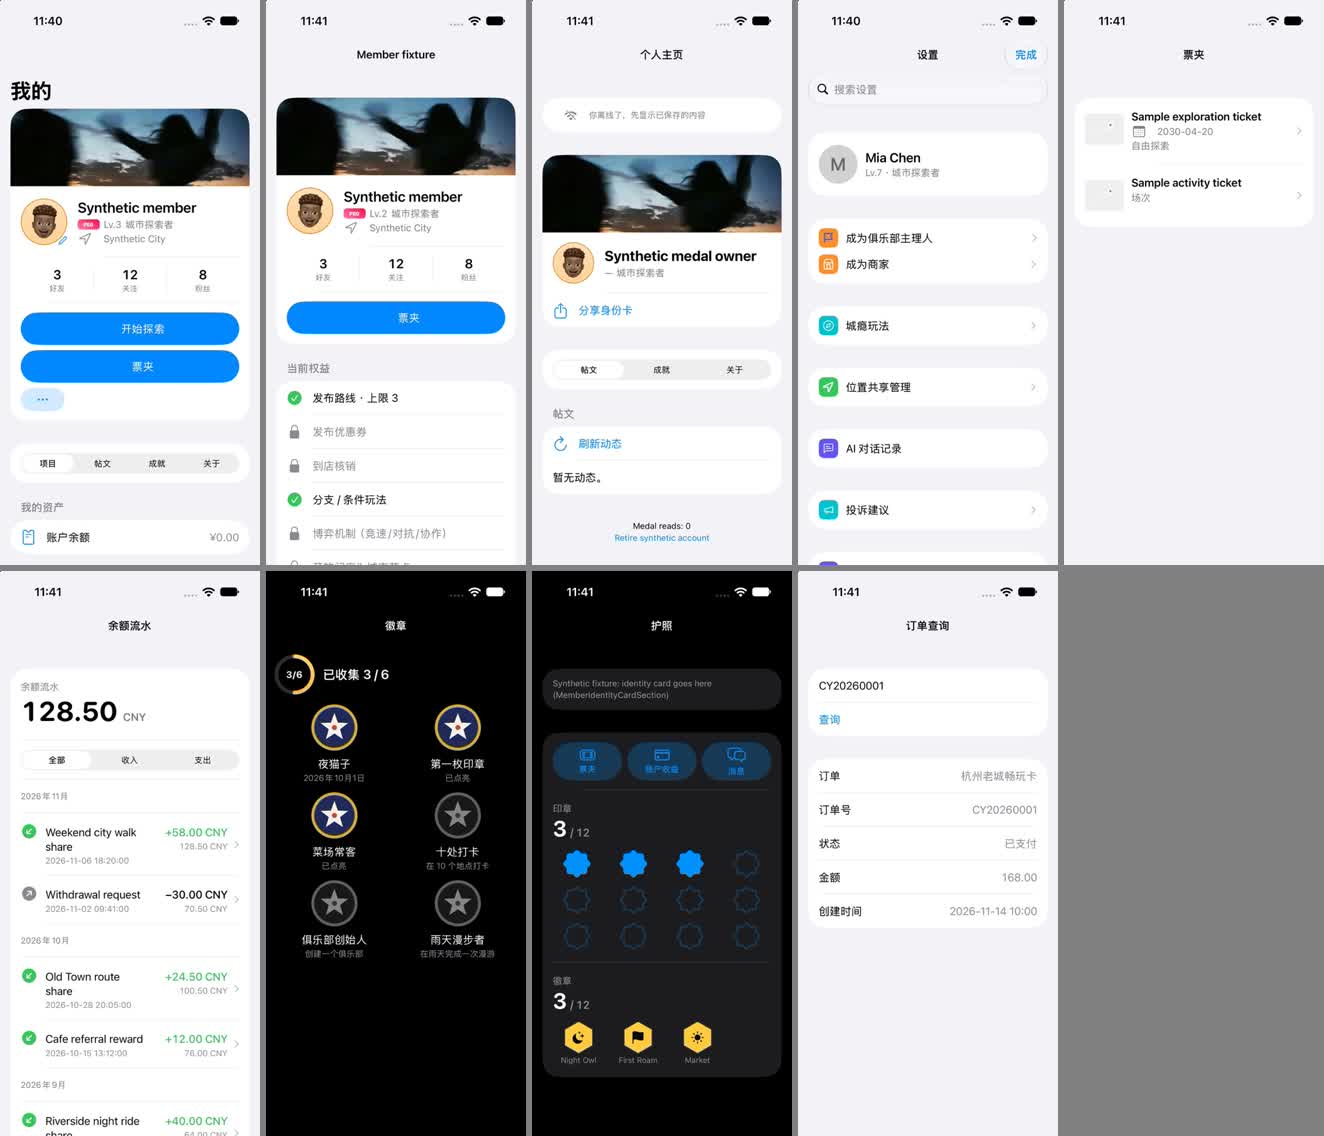 11:40
我的
Synthetic member
PRO Lv.3 城市探索者
Synthetic City
3
好友
12
关注
8
粉丝
开始探索
票夹
项目
帖文
成就
关于
我的资产
账户余额
¥0.00
11:41
Member fixture
Synthetic member
PRO Lv.2 城市探索者
Synthetic City
3
好友
12
关注
8
粉丝
票夹
当前权益
发布路线 · 上限 3
发布优惠券
到店核销
分支 / 条件玩法
博弈机制 (竞速/对抗/协作)
11:41
个人主页
你离线了，先显示已保存的内容
Synthetic medal owner
— 城市探索者
分享身份卡
帖文
成就
关于
帖文
刷新动态
暂无动态。
Medal reads: 0
Retire synthetic account
11:40
设置
完成
搜索设置
M
Mia Chen
Lv.7 · 城市探索者
成为俱乐部主理人
成为商家
城瘾玩法
位置共享管理
AI 对话记录
投诉建议
11:41
票夹
Sample exploration ticket
2030-04-20
自由探索
Sample activity ticket
场次
11:41
余额流水
余额流水
128.50 CNY
全部
收入
支出
2026年11月
Weekend city walk share
+58.00 CNY
128.50 CNY
2026-11-06 18:20:00
Withdrawal request
−30.00 CNY
2026-11-02 09:41:00
70.50 CNY
2026年10月
Old Town route share
+24.50 CNY
100.50 CNY
2026-10-28 20:05:00
Cafe referral reward
+12.00 CNY
2026-10-15 13:12:00
76.00 CNY
2026年9月
Riverside night ride share
+40.00 CNY
64.00 CNY
11:41
徽章
3/6
已收集 3 / 6
夜猫子
2026年10月1日
第一枚印章
已点亮
菜场常客
已点亮
十处打卡
在 10 个地点打卡
俱乐部创始人
创建一个俱乐部
雨天漫步者
在雨天完成一次漫游
11:41
护照
Synthetic fixture: identity card goes here
(MemberIdentityCardSection)
票夹
账户收益
消息
印章
3 / 12
徽章
3 / 12
Night Owl
First Roam
Market
11:41
订单查询
CY20260001
查询
订单
杭州老城畅玩卡
订单号
CY20260001
状态
已支付
金额
168.00
创建时间
2026-11-14 10:00